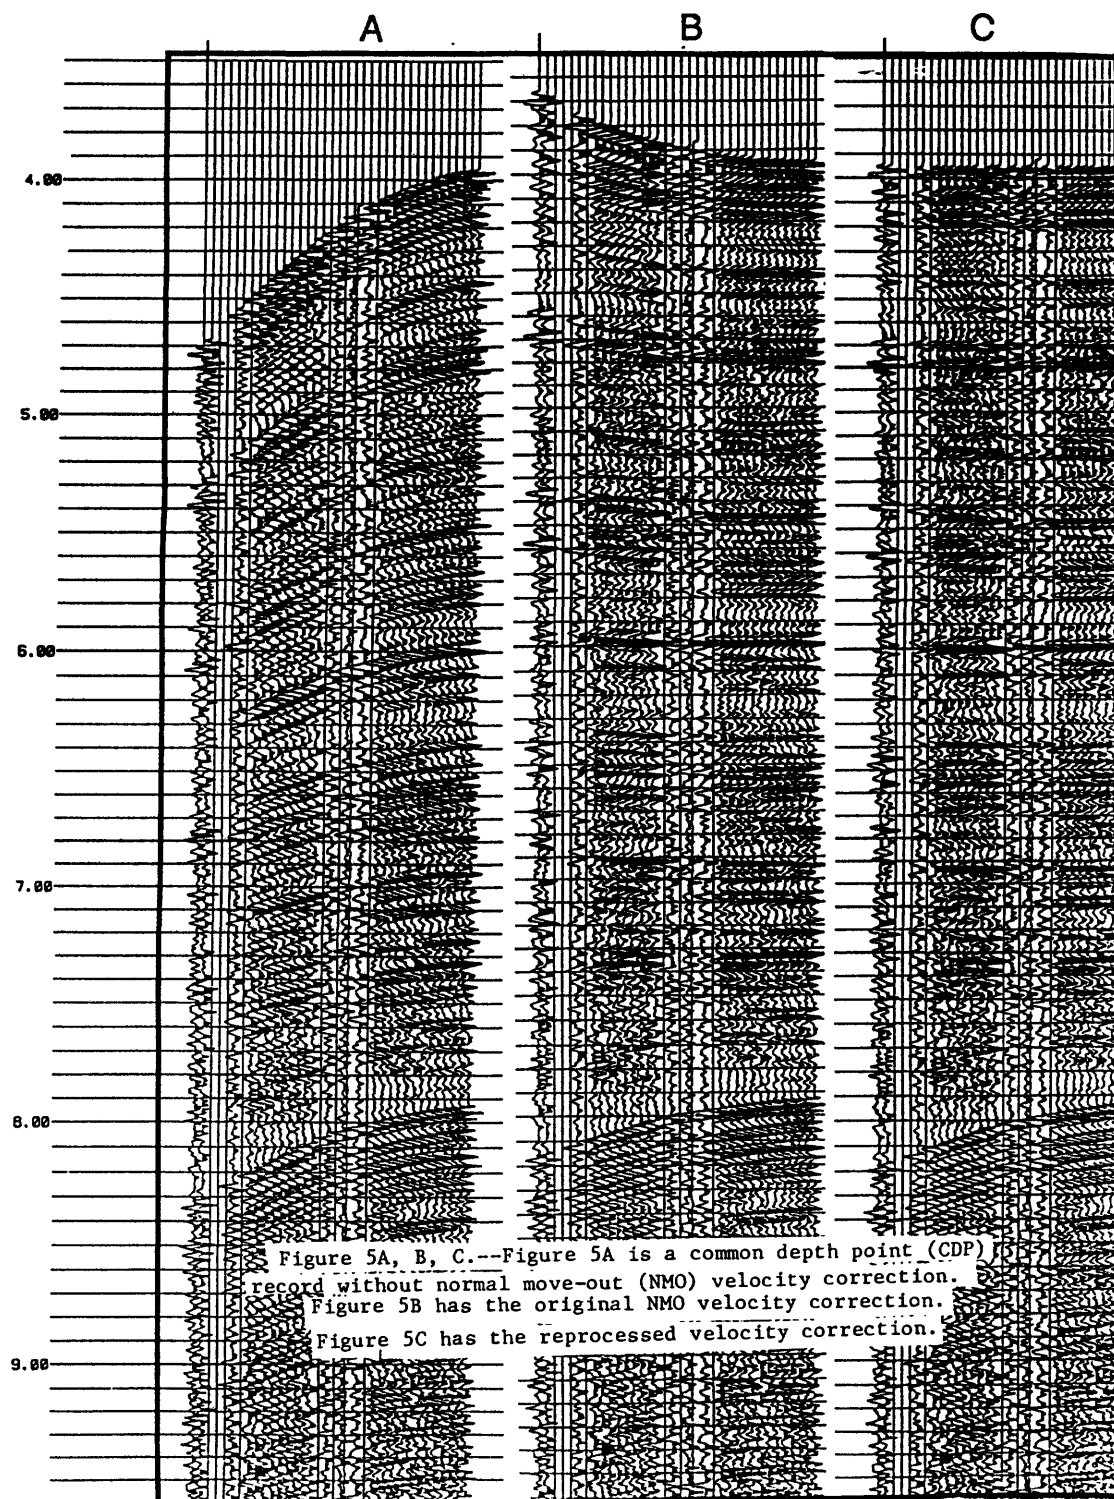 A B C
4.00
5.00
6.00
7.00
8.00
9.00
Figure 5A, B, C.--Figure 5A is a common depth point (CDP)
record without normal move-out (NMO) velocity correction.
Figure 5B has the original NMO velocity correction.
Figure 5C has the reprocessed velocity correction.